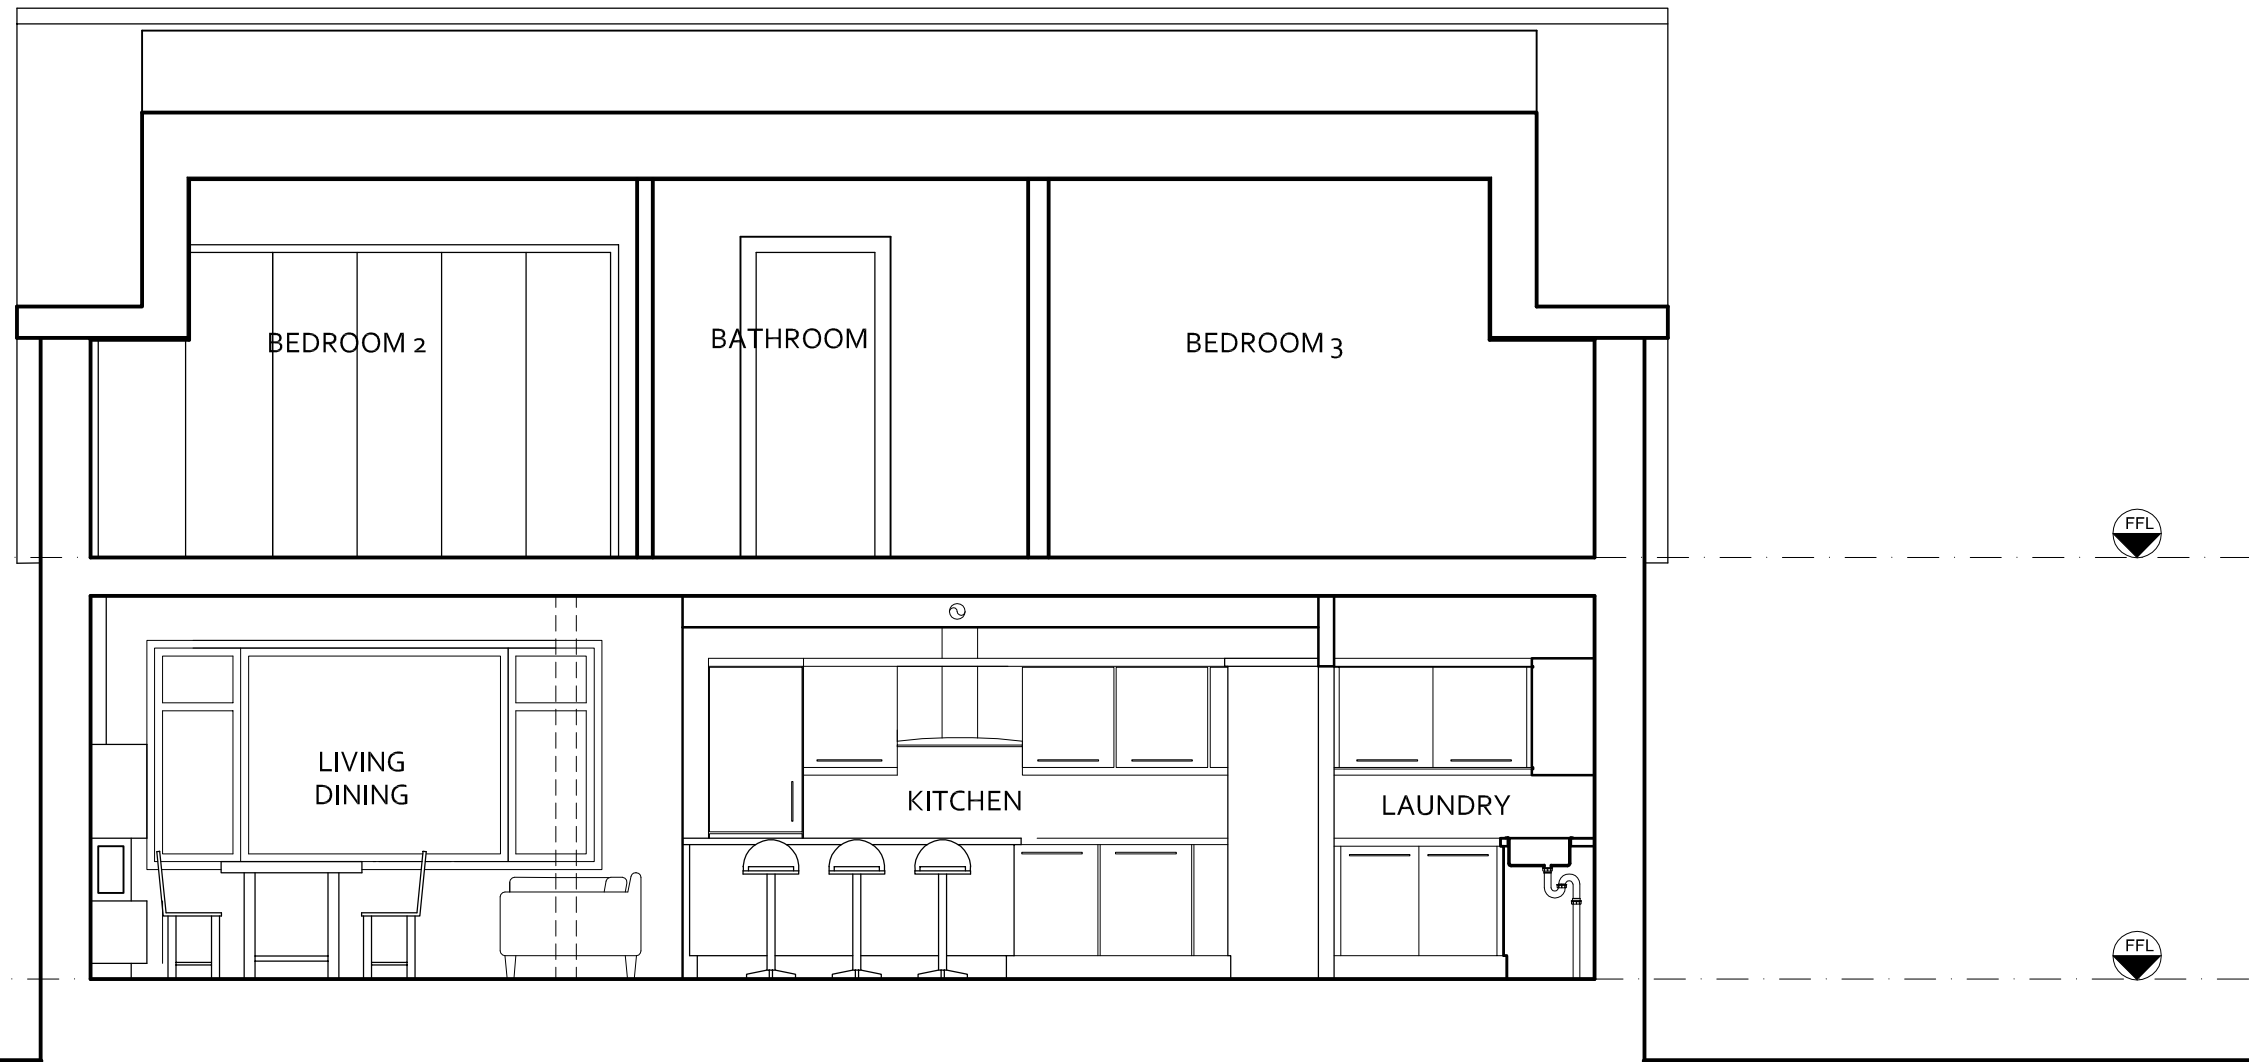 BEDROOM 2
BATHROOM
BEDROOM 3
FFL
LIVING
DINING
KITCHEN
LAUNDRY
FFL